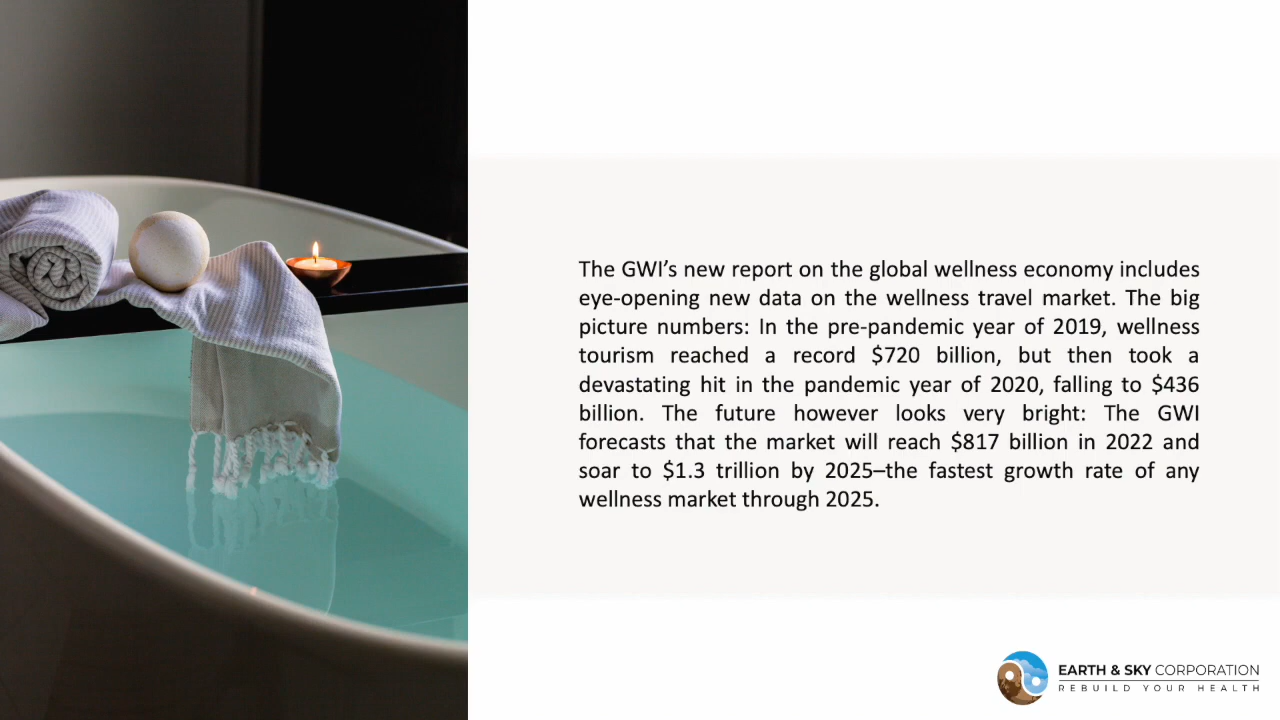 The GWI’s new report on the global wellness economy includes
eye-opening new data on the wellness travel market. The big
picture numbers: In the pre-pandemic year of 2019, wellness
tourism reached a record $720 billion, but then took a
devastating hit in the pandemic year of 2020, falling to $436
billion. The future however looks very bright: The GWI
forecasts that the market will reach $817 billion in 2022 and
soar to $1.3 trillion by 2025–the fastest growth rate of any
wellness market through 2025.
EARTH & SKY CORPORATION
REBUILD YOUR HEALTH